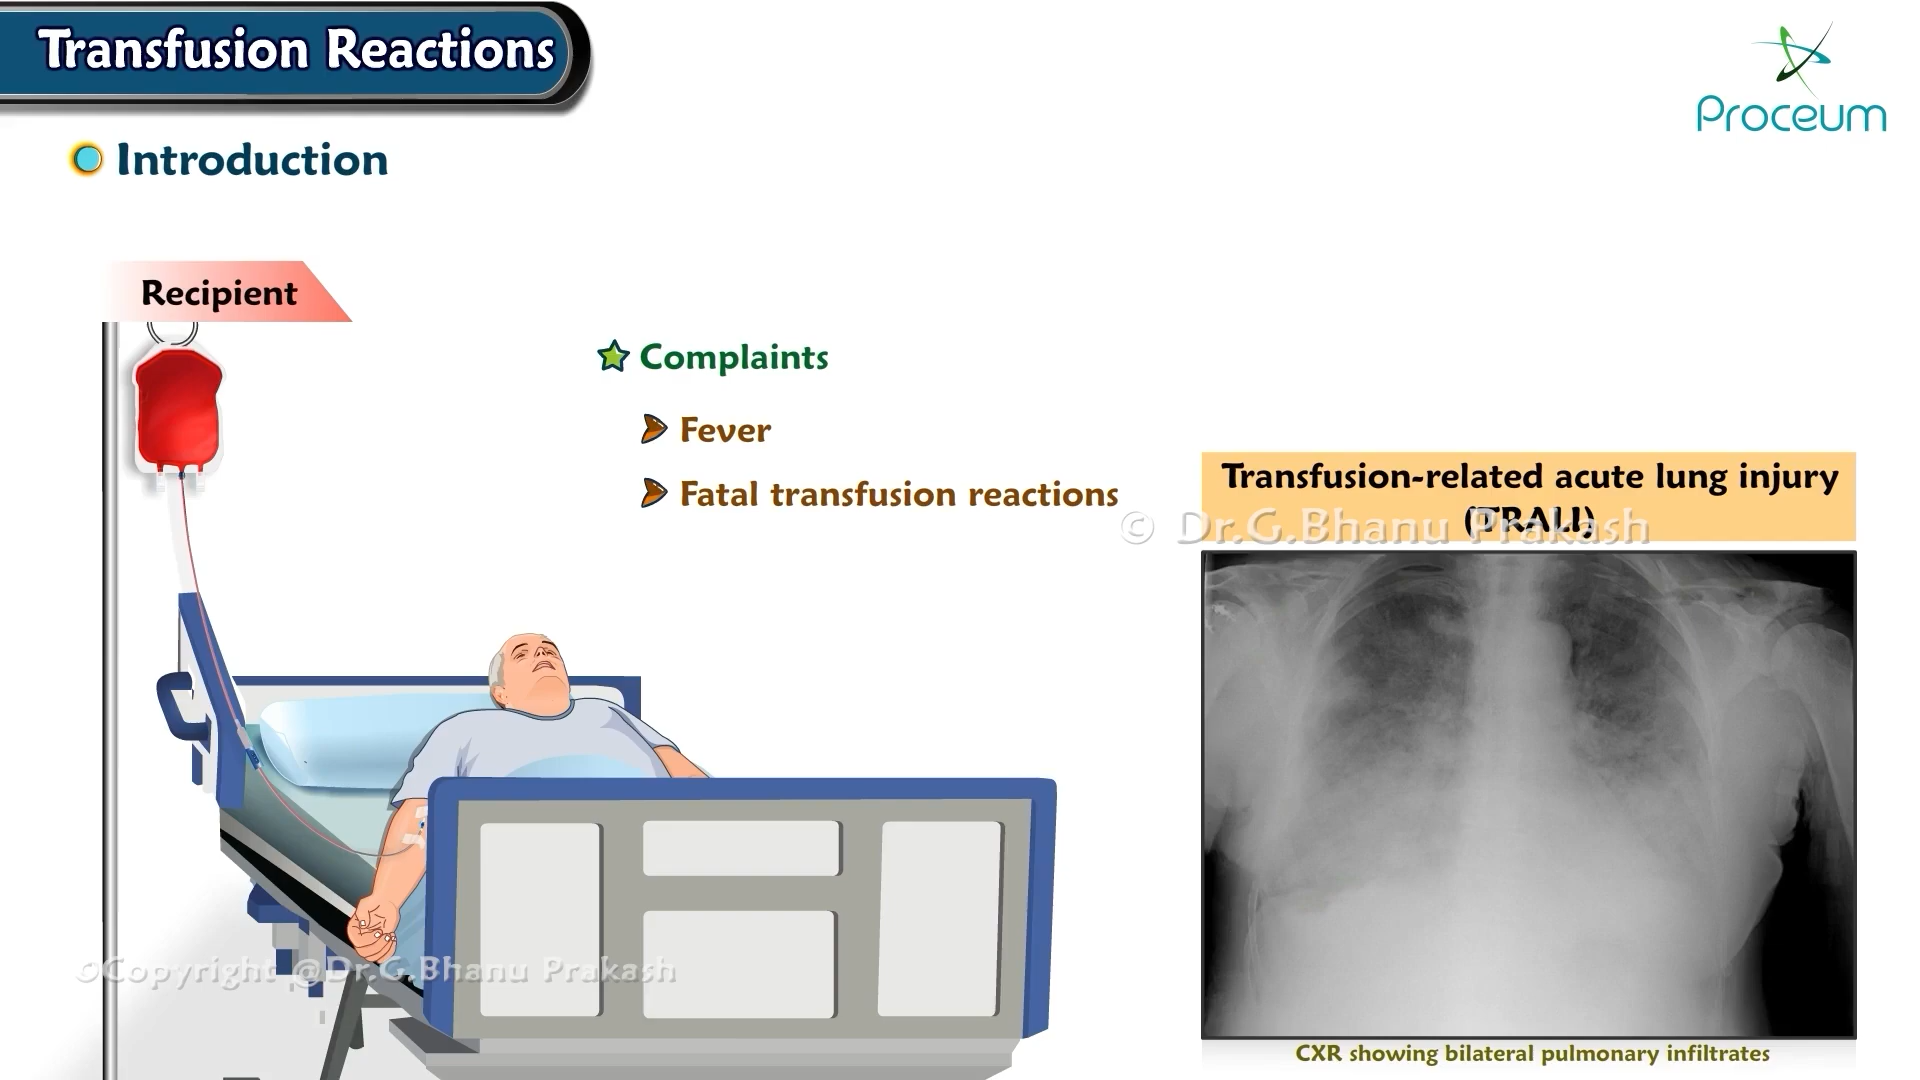 Transfusion Reactions
Proceum
Introduction
Recipient
Complaints
Fever
Fatal transfusion reactions
Transfusion-related acute lung injury
(TRALI)
© Dr.G.Bhanu Prakash
©Copyright @Dr.G.Bhanu Prakash
CXR showing bilateral pulmonary infiltrates